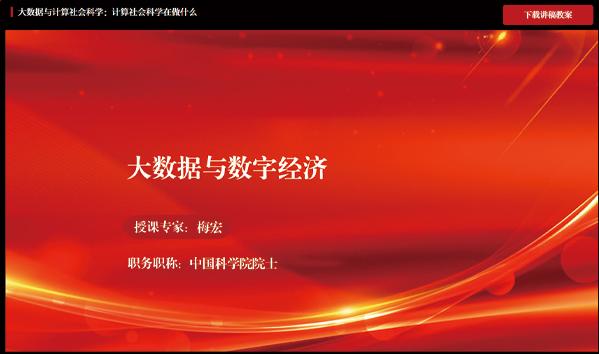 大数据与计算社会科学：计算社会科学在做什么
下载讲稿教案
大数据与数字经济
授课专家：梅宏
职务职称：中国科学院院士